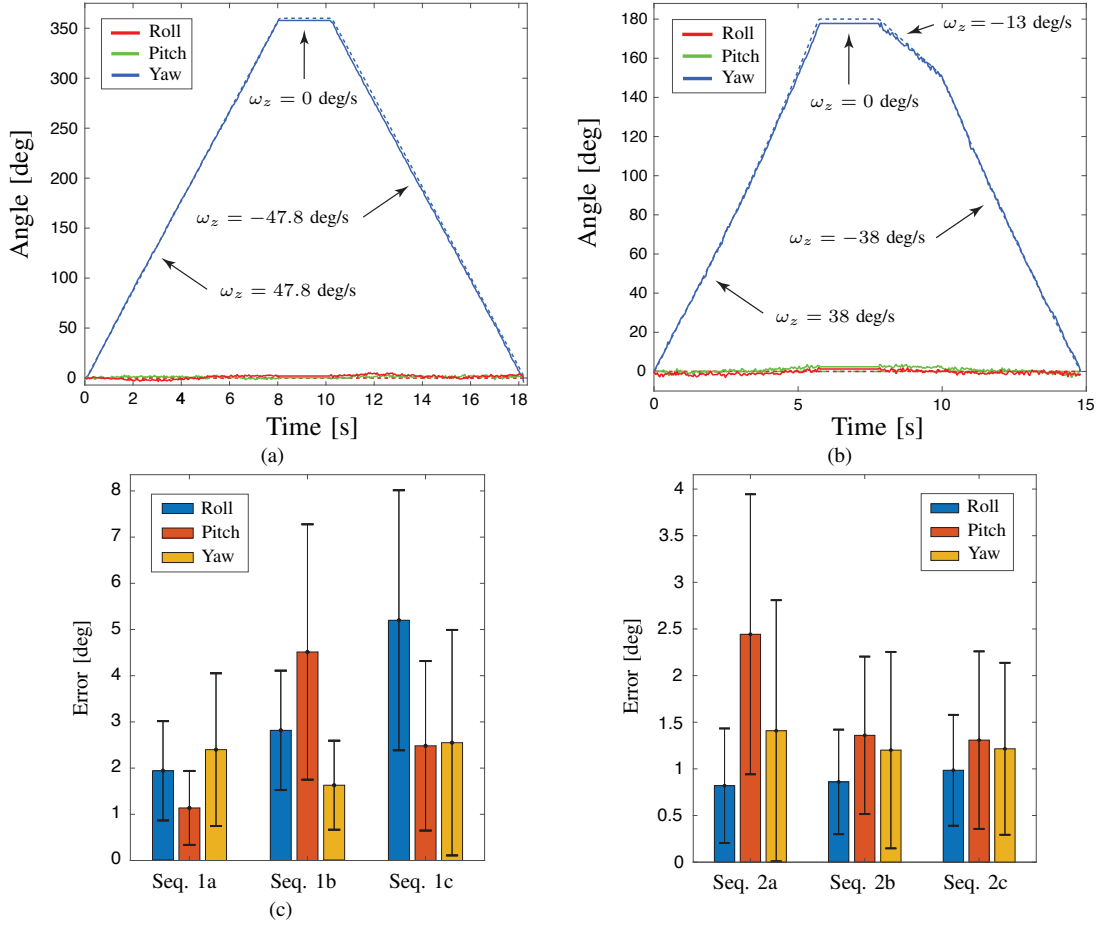 350
300
250
200
150
100
50
0
Angle [deg]
Roll
Pitch
Yaw
ω_z = 0 deg/s
ω_z = −47.8 deg/s
ω_z = 47.8 deg/s
0 2 4 6 8 10 12 14 16 18
Time [s]
(a)
180
160
140
120
100
80
60
40
20
0
Angle [deg]
Roll
Pitch
Yaw
ω_z = −13 deg/s
ω_z = 0 deg/s
ω_z = −38 deg/s
ω_z = 38 deg/s
0 5 10 15
Time [s]
(b)
8
7
6
5
4
3
2
1
0
Error [deg]
Roll
Pitch
Yaw
Seq. 1a Seq. 1b Seq. 1c
(c)
4
3.5
3
2.5
2
1.5
1
0.5
0
Error [deg]
Roll
Pitch
Yaw
Seq. 2a Seq. 2b Seq. 2c